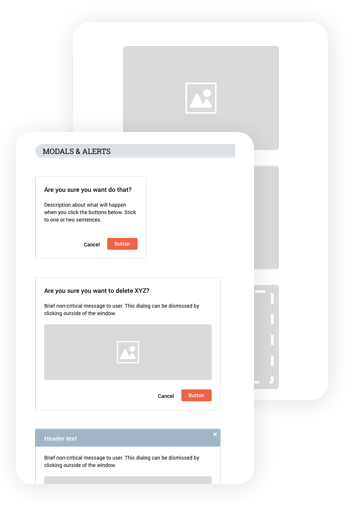 MODALS & ALERTS
Are you sure you want do that?
Description about what will happen
when you click the buttons below. Stick
to one or two sentences.
Cancel
Button
Are you sure you want to delete XYZ?
Brief non-critical message to user. This dialog can be dismissed by
clicking outside of the window.
Cancel
Button
Header text
Brief non-critical message to user. This dialog can be dismissed by
clicking outside of the window.